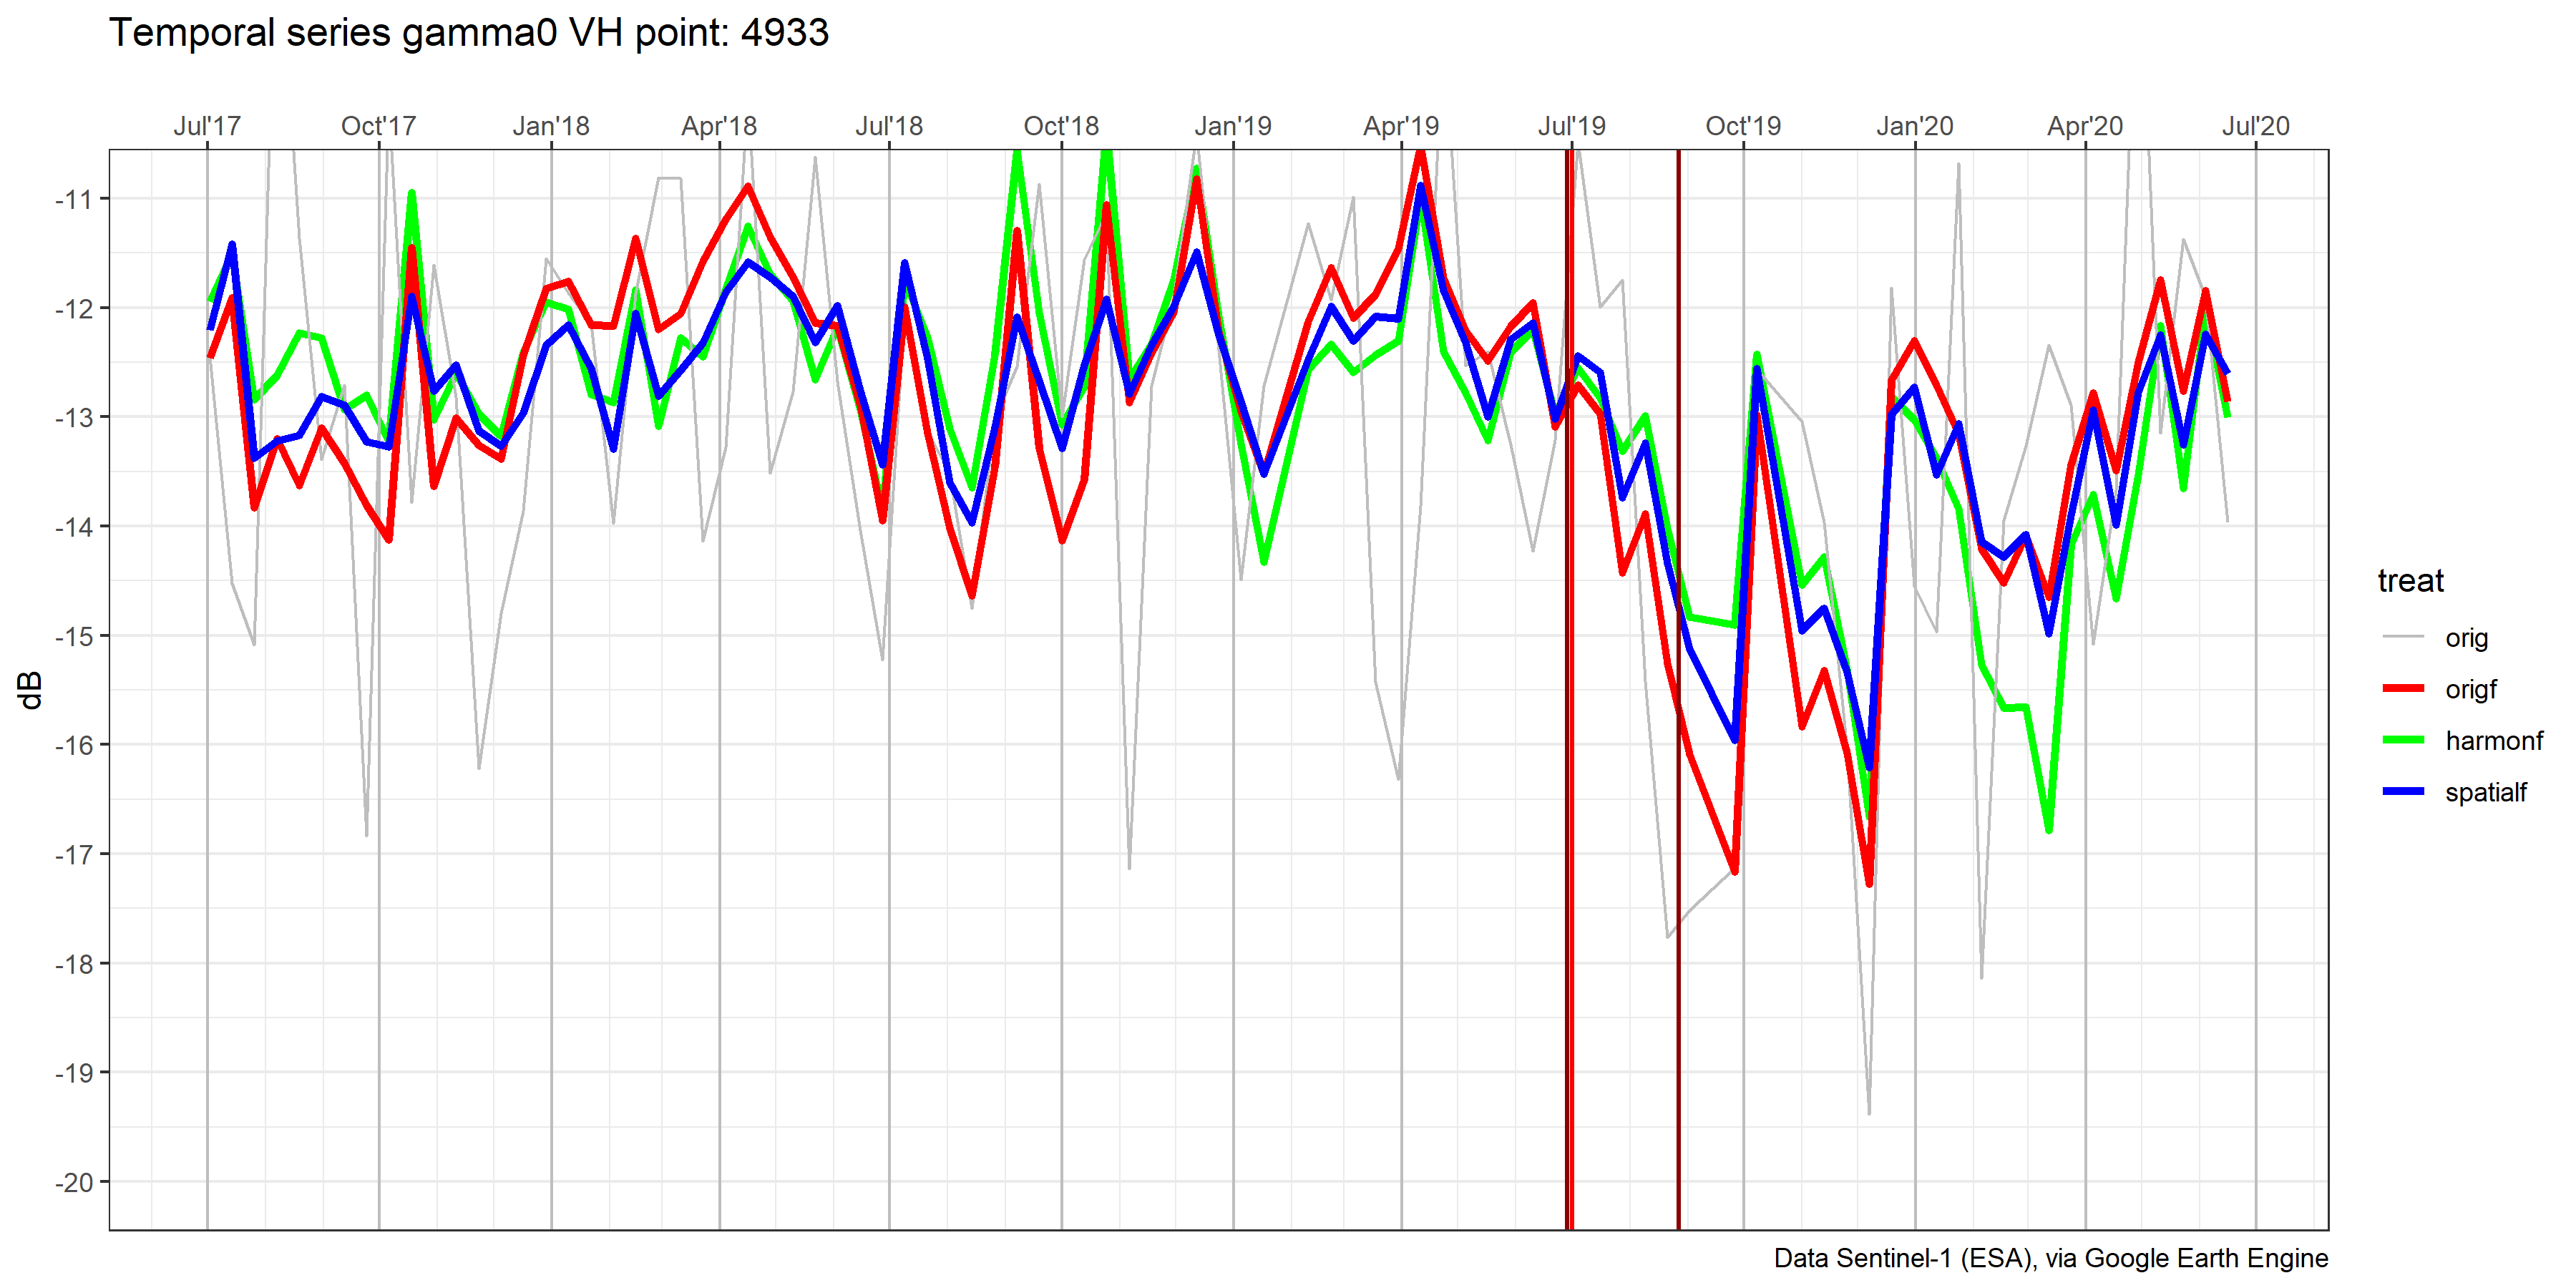 Temporal series gamma0 VH point: 4933
Jul'17 Oct'17 Jan'18 Apr'18 Jul'18 Oct'18 Jan'19 Apr'19 Jul'19 Oct'19 Jan'20 Apr'20 Jul'20
-11
-12
-13
-14
-15
-16
-17
-18
-19
-20
dB
treat
orig
origf
harmonf
spatialf
Data Sentinel-1 (ESA), via Google Earth Engine